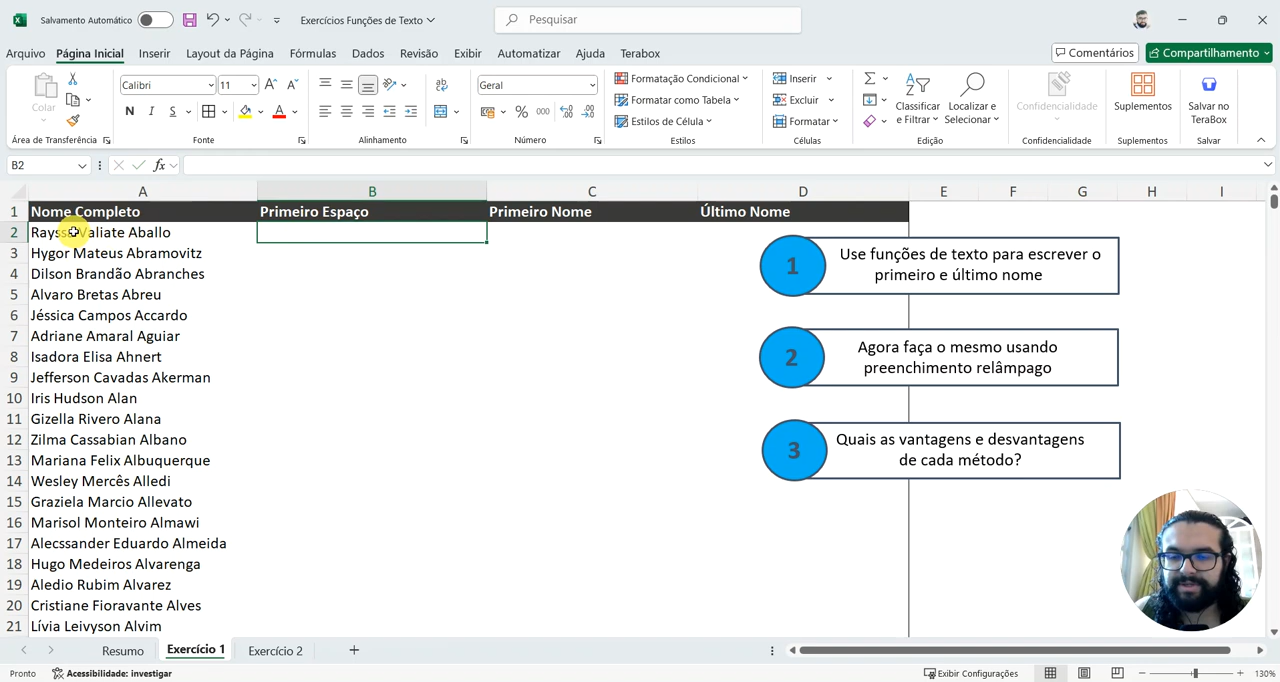 Salvamento Automático
Exercícios Funções de Texto
Pesquisar
Arquivo Página Inicial Inserir Layout da Página Fórmulas Dados Revisão Exibir Automatizar Ajuda Terabox
Comentários Compartilhamento
Colar
Área de Transferência
Calibri 11
N I S
Fonte
Alinhamento
Geral
% 000
Número
Formatação Condicional
Formatar como Tabela
Estilos de Célula
Estilos
Inserir
Excluir
Formatar
Células
Classificar
e Filtrar
Localizar e
Selecionar
Edição
Confidencialidade
Confidencialidade
Suplementos
Suplementos
Salvar no
TeraBox
Salvar
B2 fx
A B C D E F G H I
1 Nome Completo Primeiro Espaço Primeiro Nome Último Nome
2 Rayssa Valiate Aballo
3 Hygor Mateus Abramovitz
4 Dilson Brandão Abranches
5 Alvaro Bretas Abreu
6 Jéssica Campos Accardo
7 Adriane Amaral Aguiar
8 Isadora Elisa Ahnert
9 Jefferson Cavadas Akerman
10 Iris Hudson Alan
11 Gizella Rivero Alana
12 Zilma Cassabian Albano
13 Mariana Felix Albuquerque
14 Wesley Mercês Alledi
15 Graziela Marcio Allevato
16 Marisol Monteiro Almawi
17 Alecssander Eduardo Almeida
18 Hugo Medeiros Alvarenga
19 Aledio Rubim Alvarez
20 Cristiane Fioravante Alves
21 Lívia Leivyson Alvim
1
Use funções de texto para escrever o
primeiro e último nome
2
Agora faça o mesmo usando
preenchimento relâmpago
3
Quais as vantagens e desvantagens
de cada método?
Resumo Exercício 1 Exercício 2
Pronto Acessibilidade: investigar
Exibir Configurações
130%